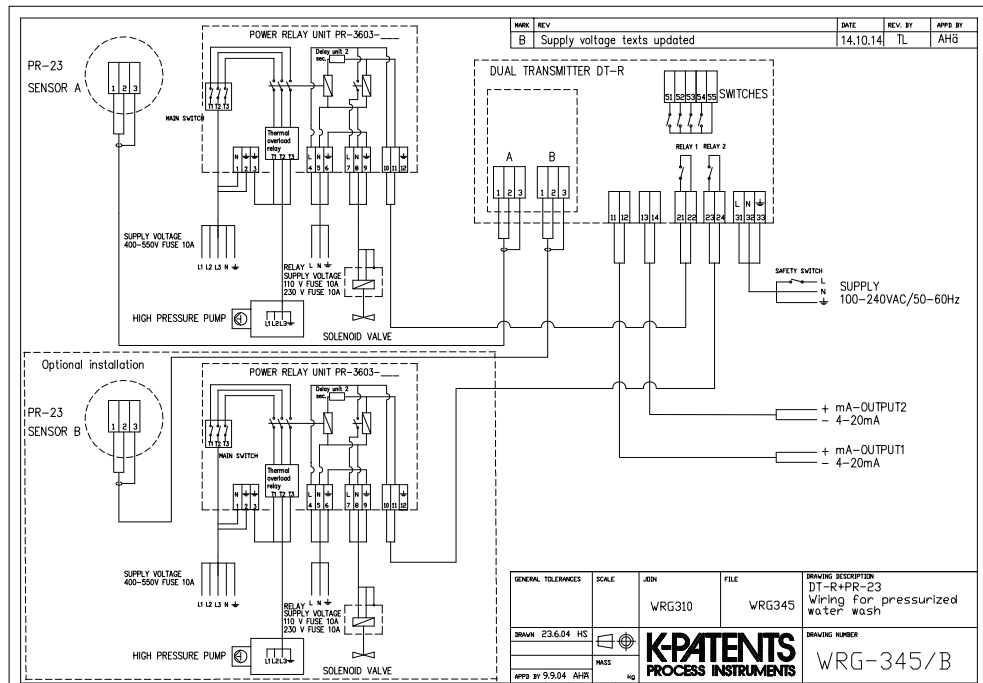 MARK REV DATE REV. BY APPD BY
B Supply voltage texts updated 14.10.14 TL AHä
POWER RELAY UNIT PR-3603-___
PR-23
SENSOR A
1 2 3
Delay unit 2
sec.
T1 T2 T3
MAIN SWITCH
Thermal
overload
relay
T1 T2 T3
N
1 2 3
L N
4 5 6
L N
7 8 9
10 11 12
SUPPLY VOLTAGE
400-550V FUSE 10A
L1 L2 L3 N
L N
RELAY
SUPPLY VOLTAGE
110 V FUSE 10A
230 V FUSE 10A
HIGH PRESSURE PUMP
L1 L2 L3
SOLENOID VALVE
DUAL TRANSMITTER DT-R
51 52 53 54 55
SWITCHES
RELAY 1 RELAY 2
A B
1 2 3
1 2 3
11 12
13 14
21 22
23 24
L N
31 32 33
SAFETY SWITCH
L
N
SUPPLY
100-240VAC/50-60Hz
Optional installation
POWER RELAY UNIT PR-3603-___
PR-23
SENSOR B
1 2 3
Delay unit 2
sec.
T1 T2 T3
MAIN SWITCH
Thermal
overload
relay
T1 T2 T3
N
1 2 3
L N
4 5 6
L N
7 8 9
10 11 12
SUPPLY VOLTAGE
400-550V FUSE 10A
L1 L2 L3 N
L N
RELAY
SUPPLY VOLTAGE
110 V FUSE 10A
230 V FUSE 10A
HIGH PRESSURE PUMP
L1 L2 L3
SOLENOID VALVE
+ mA-OUTPUT2
- 4-20mA
+ mA-OUTPUT1
- 4-20mA
GENERAL TOLERANCES
SCALE
JOIN
WRG310
FILE
WRG345
DRAWING DESCRIPTION
DT-R+PR-23
Wiring for pressurized
water wash
DRAWN 23.6.04 HS
APPD BY 9.9.04 AHÄ
MASS
kg
K-PATENTS
PROCESS INSTRUMENTS
DRAWING NUMBER
WRG-345/B